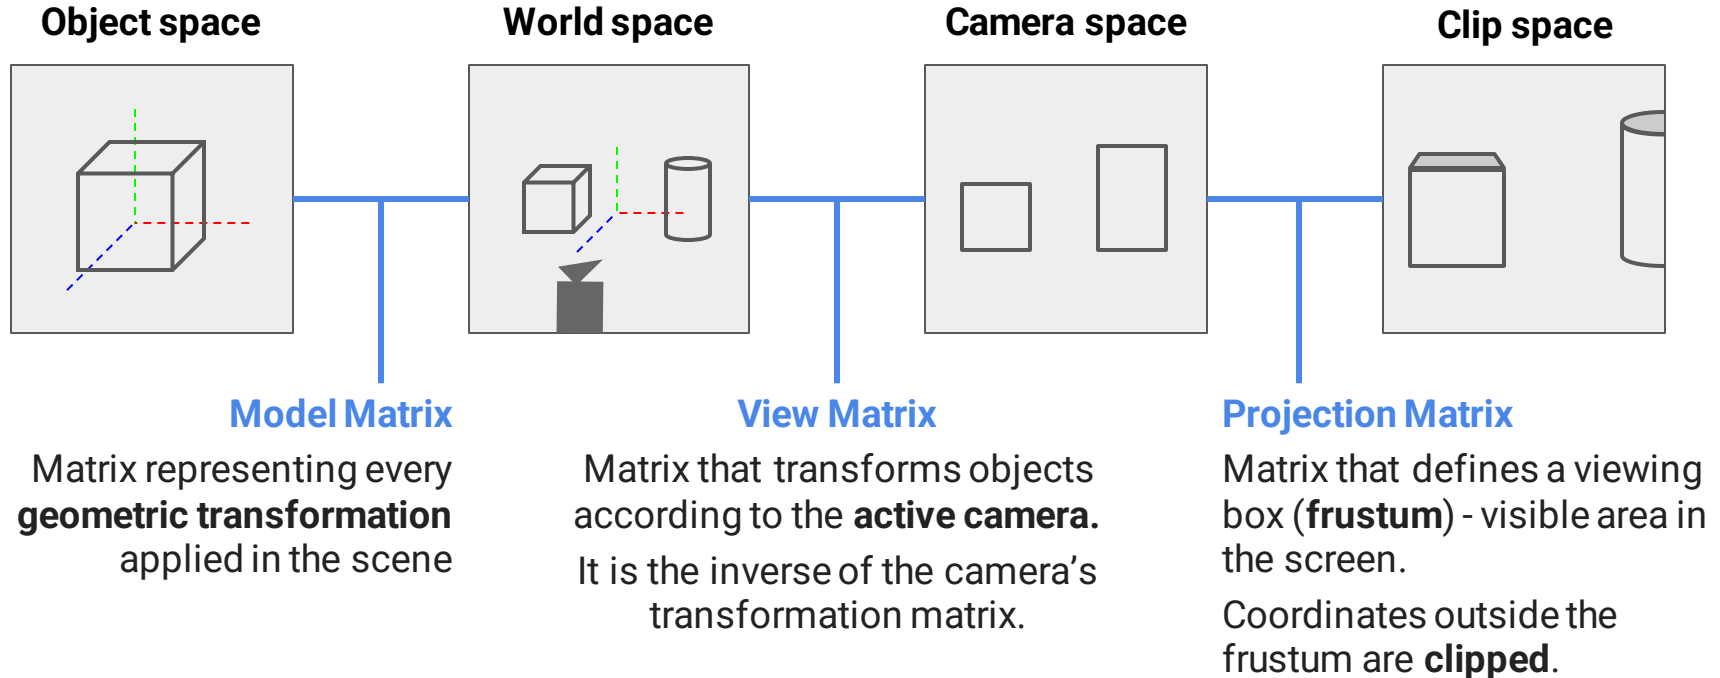 Object space
World space
Camera space
Clip space
Model Matrix
Matrix representing every
geometric transformation
applied in the scene
View Matrix
Matrix that transforms objects
according to the active camera.
It is the inverse of the camera’s
transformation matrix.
Projection Matrix
Matrix that defines a viewing
box (frustum) - visible area in
the screen.
Coordinates outside the
frustum are clipped.